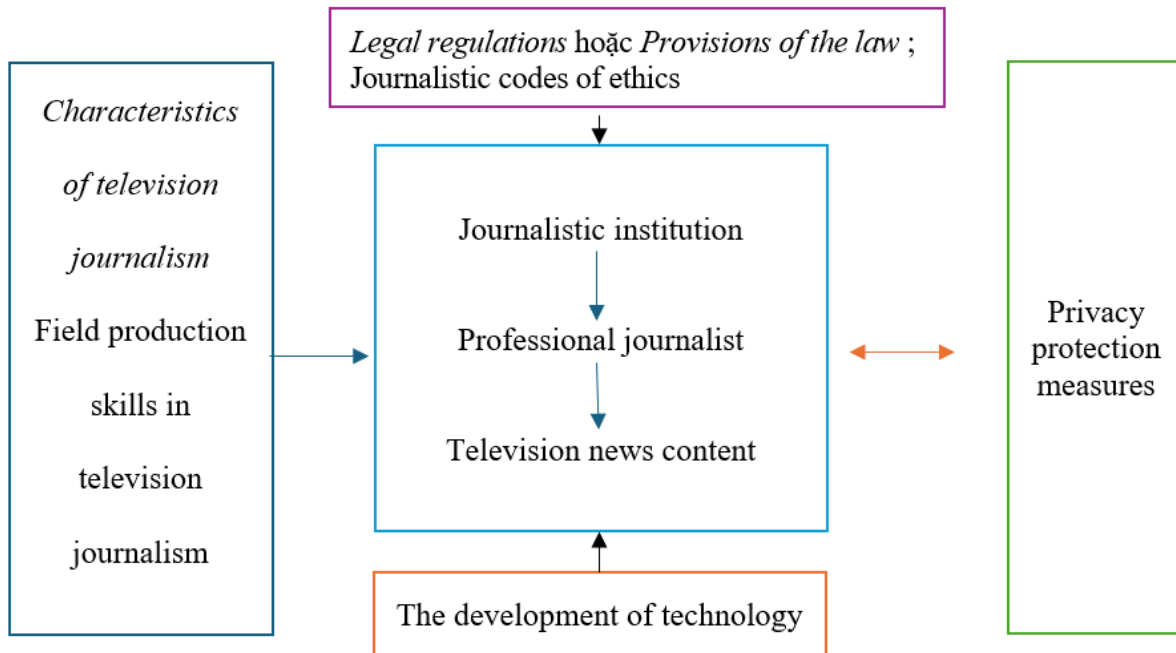 Legal regulations hoặc Provisions of the law ;
Journalistic codes of ethics
Characteristics
of television
journalism
Field production
skills in
television
journalism
Journalistic institution
Professional journalist
Television news content
Privacy
protection
measures
The development of technology